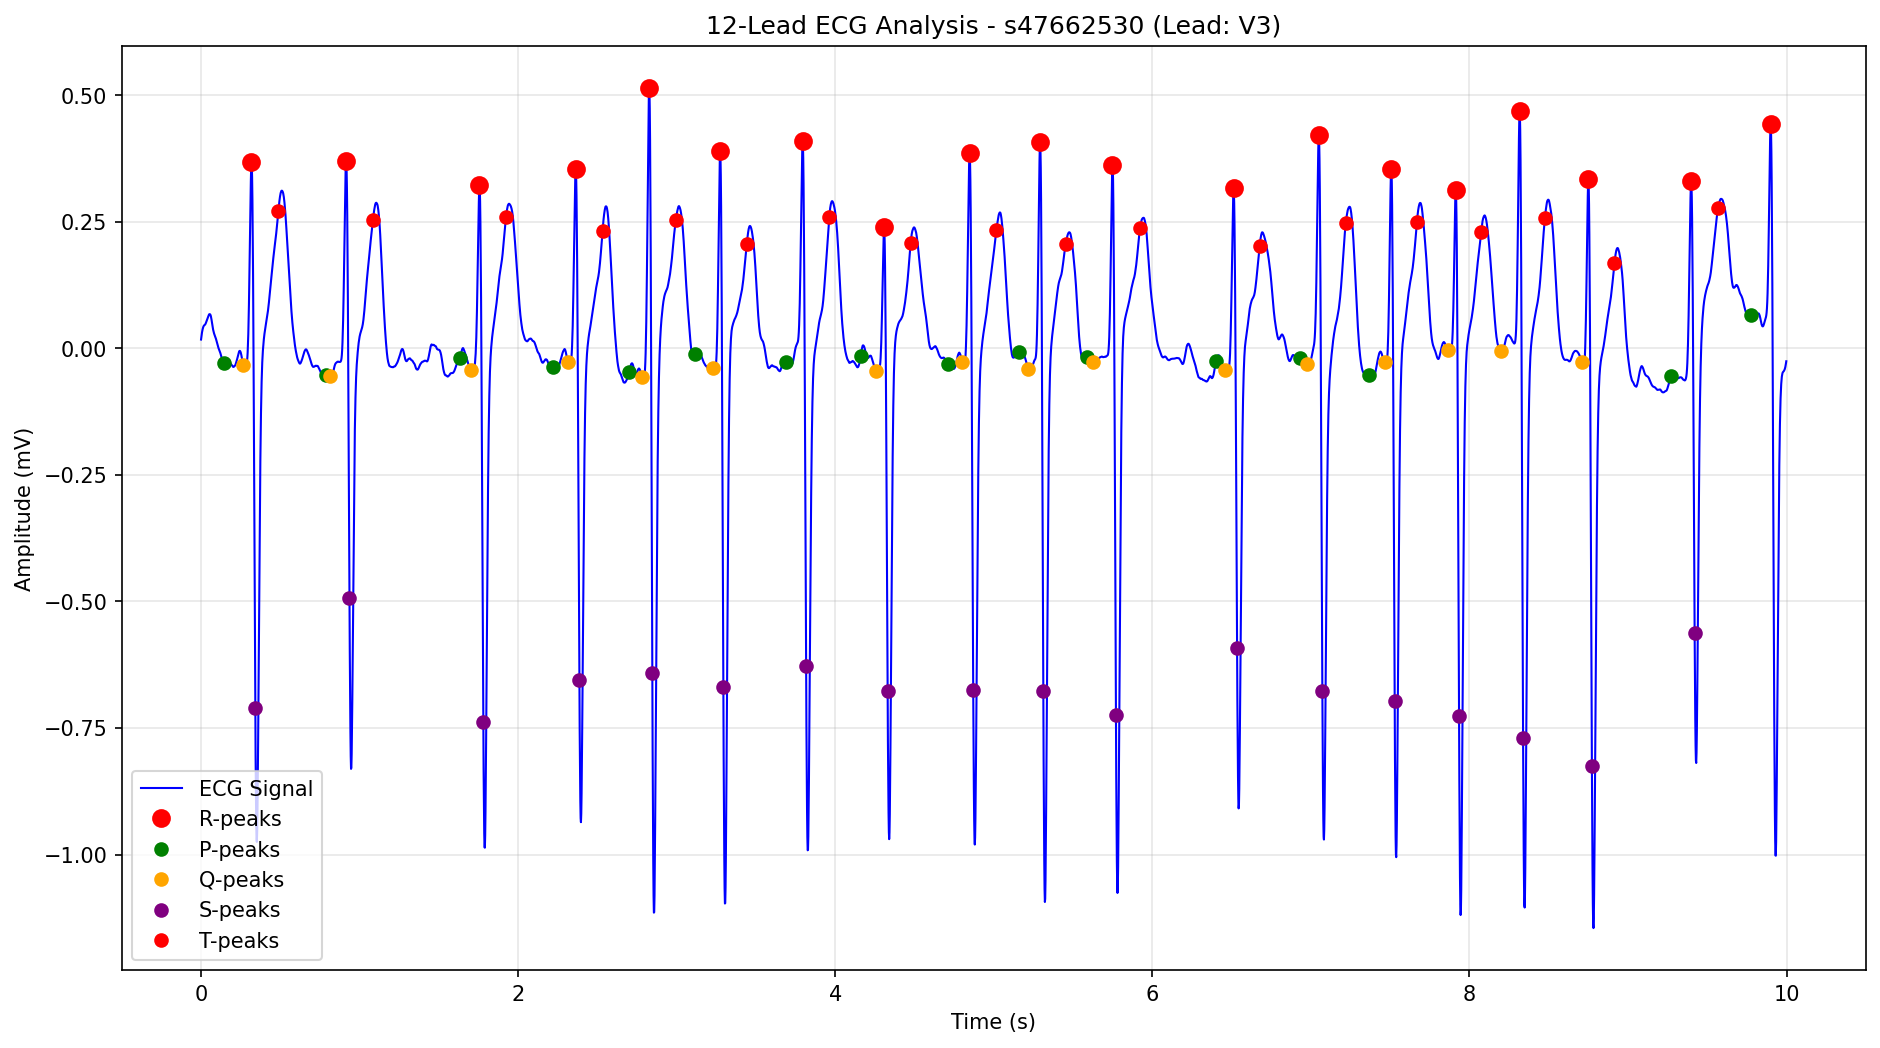 12-Lead ECG Analysis - s47662530 (Lead: V3)
0.50
0.25
0.00
−0.25
−0.50
−0.75
−1.00
Amplitude (mV)
ECG Signal
R-peaks
P-peaks
Q-peaks
S-peaks
T-peaks
0 2 4 6 8 10
Time (s)